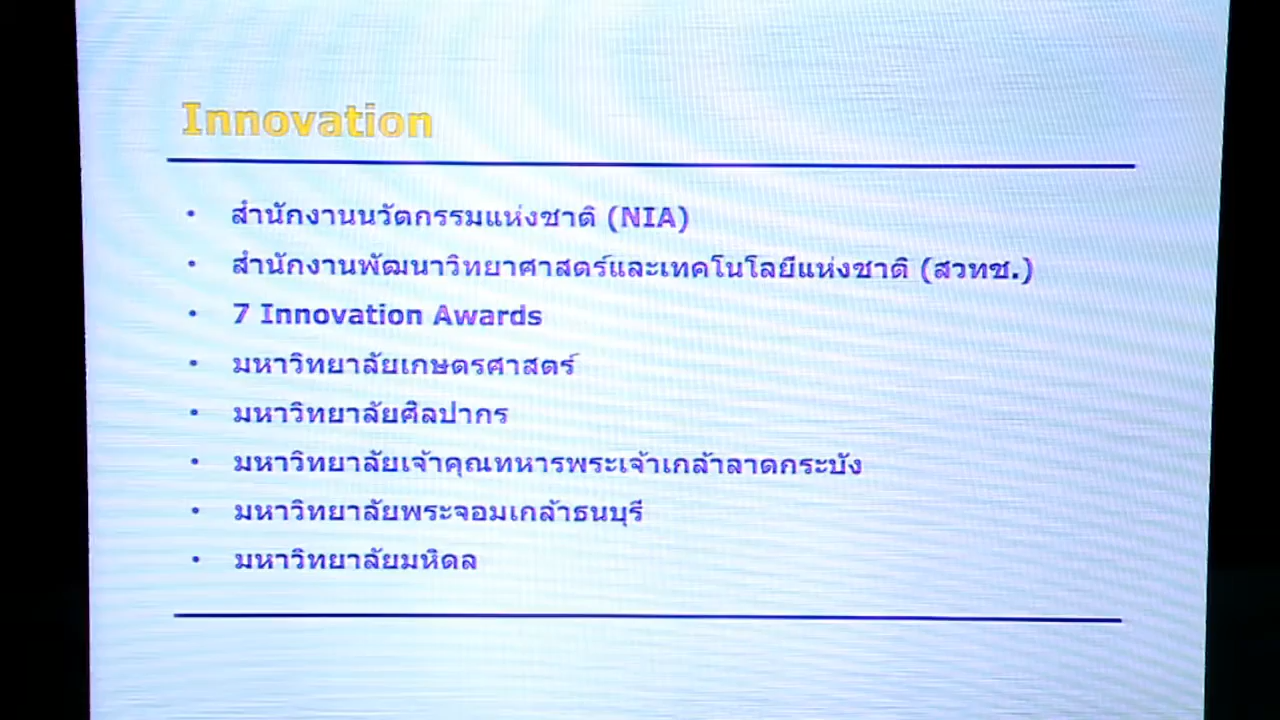 Innovation
• สำนักงานนวัตกรรมแห่งชาติ (NIA)
• สำนักงานพัฒนาวิทยาศาสตร์และเทคโนโลยีแห่งชาติ (สวทช.)
• 7 Innovation Awards
• มหาวิทยาลัยเกษตรศาสตร์
• มหาวิทยาลัยศิลปากร
• มหาวิทยาลัยเจ้าคุณทหารพระเจ้าเกล้าลาดกระบัง
• มหาวิทยาลัยพระจอมเกล้าธนบุรี
• มหาวิทยาลัยมหิดล